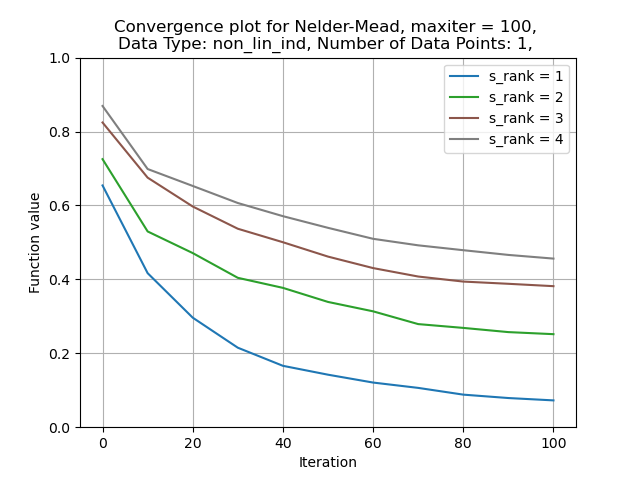 Convergence plot for Nelder-Mead, maxiter = 100,
Data Type: non_lin_ind, Number of Data Points: 1,
1.0
0.8
0.6
0.4
0.2
0.0
Function value
s_rank = 1
s_rank = 2
s_rank = 3
s_rank = 4
0 20 40 60 80 100
Iteration